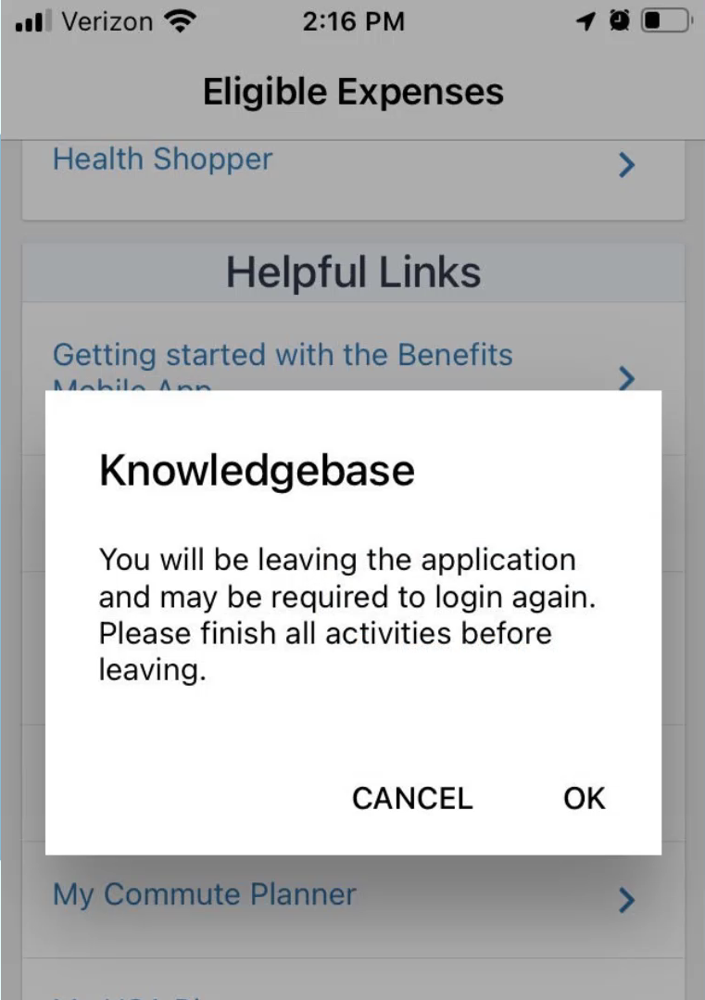 Verizon 2:16 PM
Eligible Expenses
Health Shopper
Helpful Links
Getting started with the Benefits
Mobile App
Knowledgebase
You will be leaving the application
and may be required to login again.
Please finish all activities before
leaving.
CANCEL OK
My Commute Planner